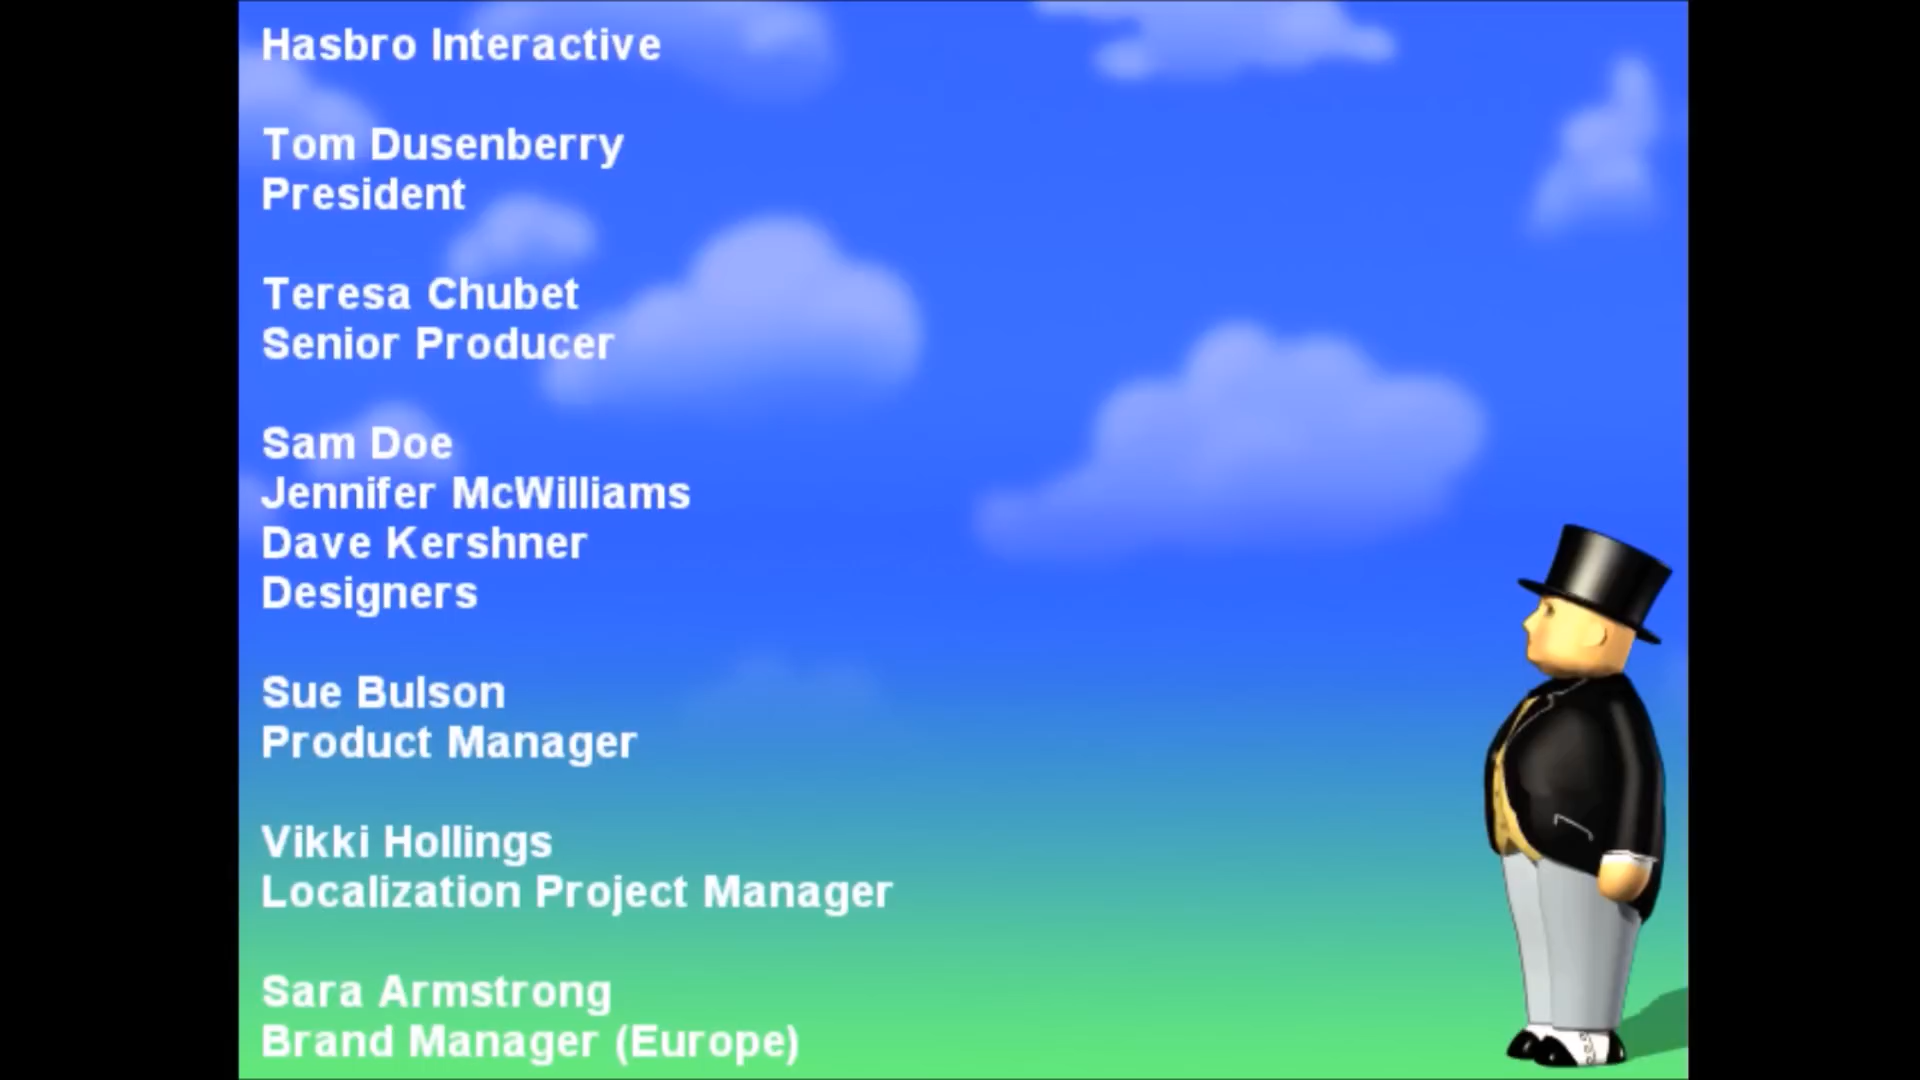 Hasbro Interactive
Tom Dusenberry
President
Teresa Chubet
Senior Producer
Sam Doe
Jennifer McWilliams
Dave Kershner
Designers
Sue Bulson
Product Manager
Vikki Hollings
Localization Project Manager
Sara Armstrong
Brand Manager (Europe)